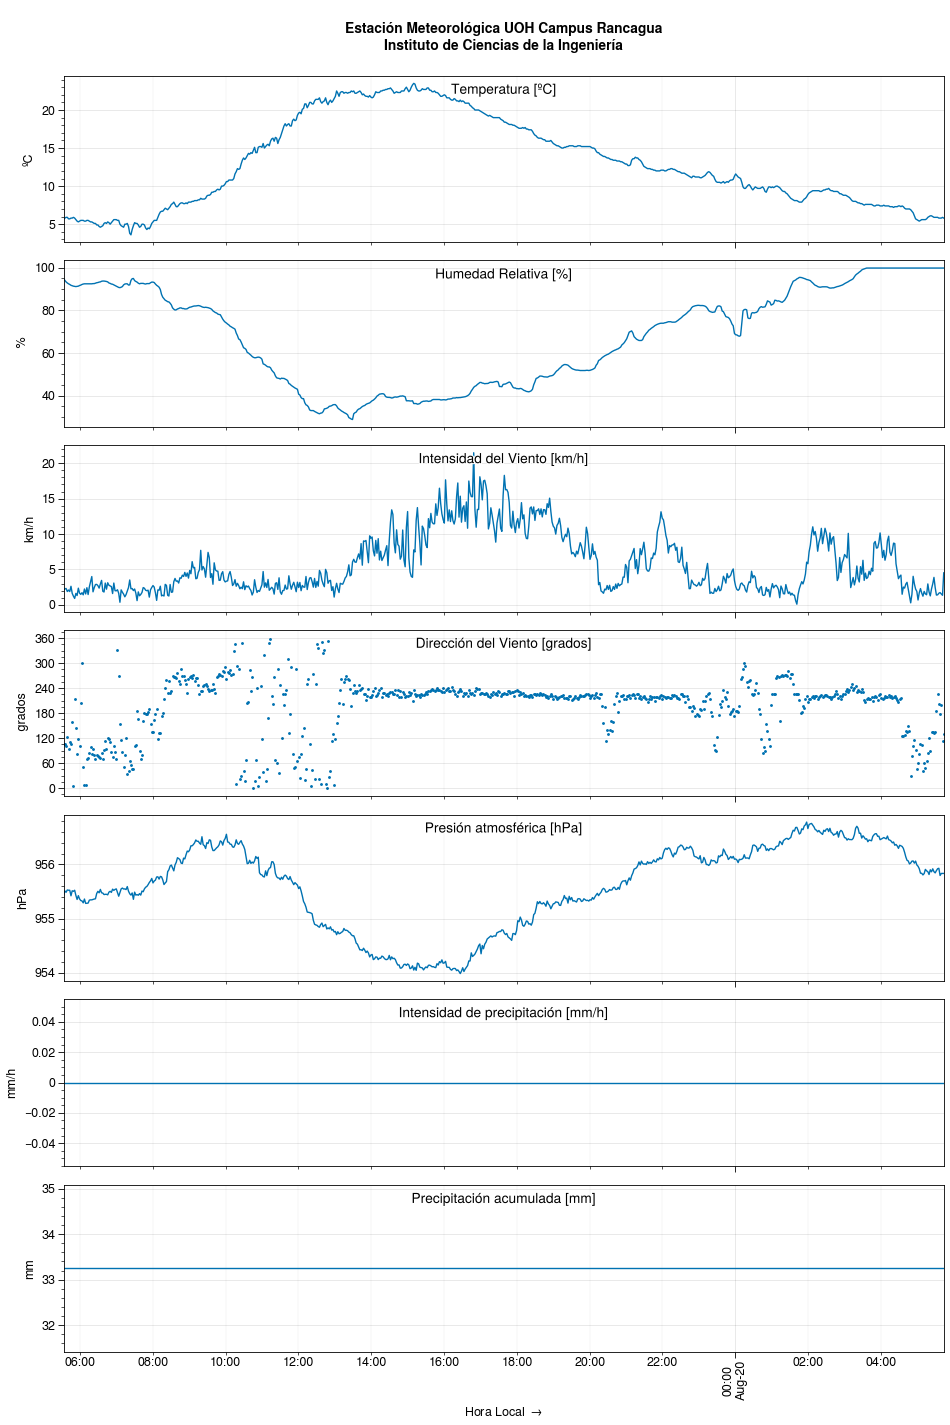 Estación Meteorológica UOH Campus Rancagua
Instituto de Ciencias de la Ingeniería
Temperatura [ºC]
20
15
10
5
ºC
Humedad Relativa [%]
100
80
60
40
%
Intensidad del Viento [km/h]
20
15
10
5
0
km/h
Dirección del Viento [grados]
360
300
240
180
120
60
0
grados
Presión atmosférica [hPa]
956
955
954
hPa
Intensidad de precipitación [mm/h]
0.04
0.02
0
−0.02
−0.04
mm/h
Precipitación acumulada [mm]
35
34
33
32
mm
06:00 08:00 10:00 12:00 14:00 16:00 18:00 20:00 22:00 00:00 02:00 04:00
Aug-20
Hora Local →